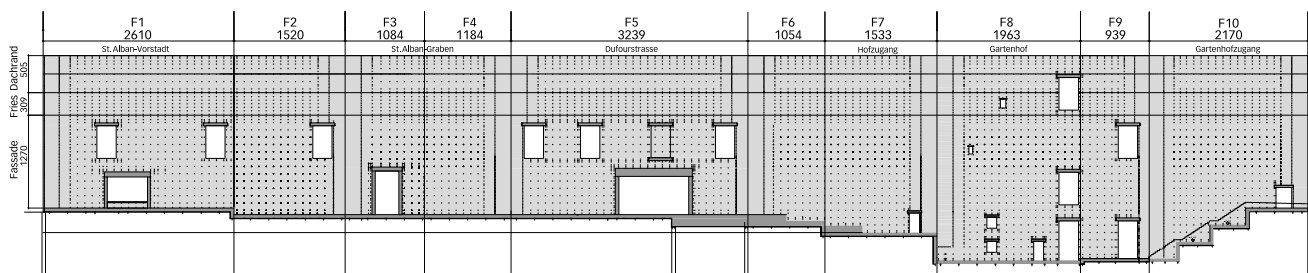 F1 F2 F3 F4 F5 F6 F7 F8 F9 F10
2610 1520 1084 1184 3239 1054 1533 1963 939 2170
St. Alban-Vorstadt St. Alban-Graben Dufourstrasse Hofzugang Gartenhof Gartenhofzugang
Dachrand
505
Fries
309
Fassade
1270